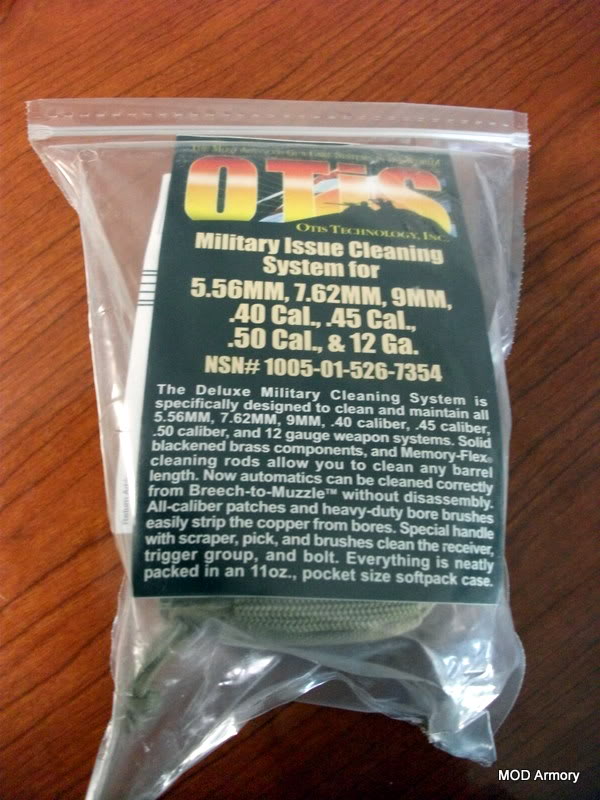 OTIS
OTIS TECHNOLOGY, INC.
Military Issue Cleaning
System for
5.56MM, 7.62MM, 9MM,
.40 Cal., .45 Cal.,
.50 Cal., & 12 Ga.
NSN# 1005-01-526-7354
The Deluxe Military Cleaning System is
specifically designed to clean and maintain all
5.56MM, 7.62MM, 9MM, .40 caliber, .45 caliber,
.50 caliber, and 12 gauge weapon systems. Solid
blackened brass components, and Memory-Flex®
cleaning rods allow you to clean any barrel
length. Now automatics can be cleaned correctly
from Breech-to-Muzzle™ without disassembly.
All-caliber patches and heavy-duty bore brushes
easily strip the copper from bores. Special handle
with scraper, pick, and brushes clean the receiver,
trigger group, and bolt. Everything is neatly
packed in an 11oz., pocket size softpack case.
MOD Armory